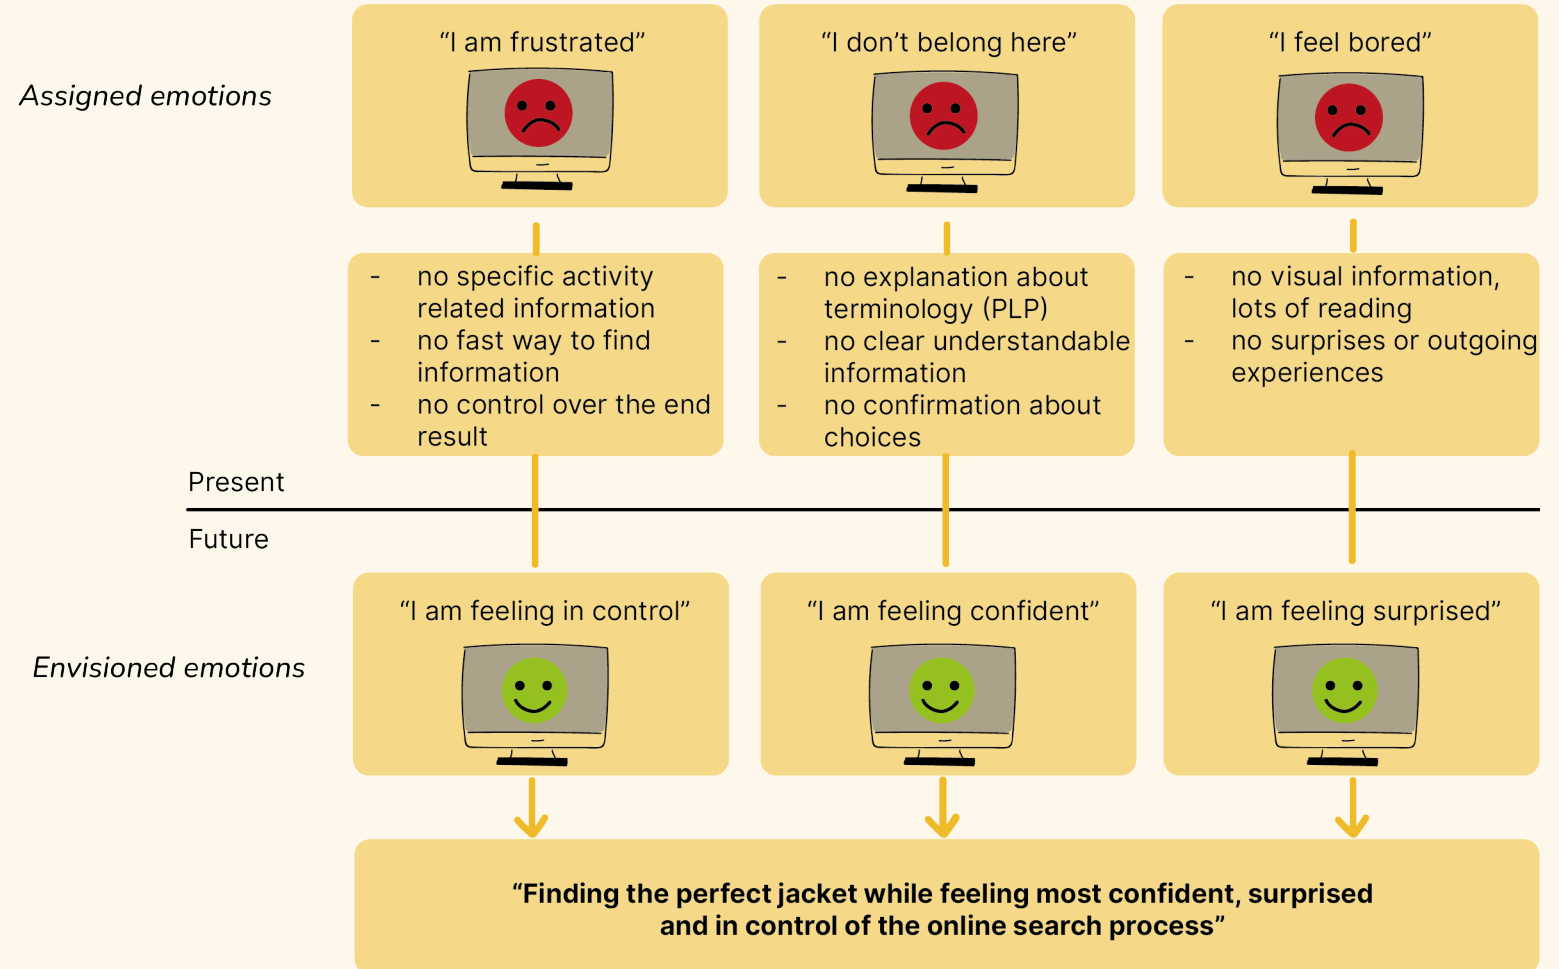 Assigned emotions
“I am frustrated”
“I don’t belong here”
“I feel bored”
- no specific activity
related information
- no fast way to find
information
- no control over the end
result
- no explanation about
terminology (PLP)
- no clear understandable
information
- no confirmation about
choices
- no visual information,
lots of reading
- no surprises or outgoing
experiences
Present
Future
Envisioned emotions
“I am feeling in control”
“I am feeling confident”
“I am feeling surprised”
“Finding the perfect jacket while feeling most confident, surprised
and in control of the online search process”